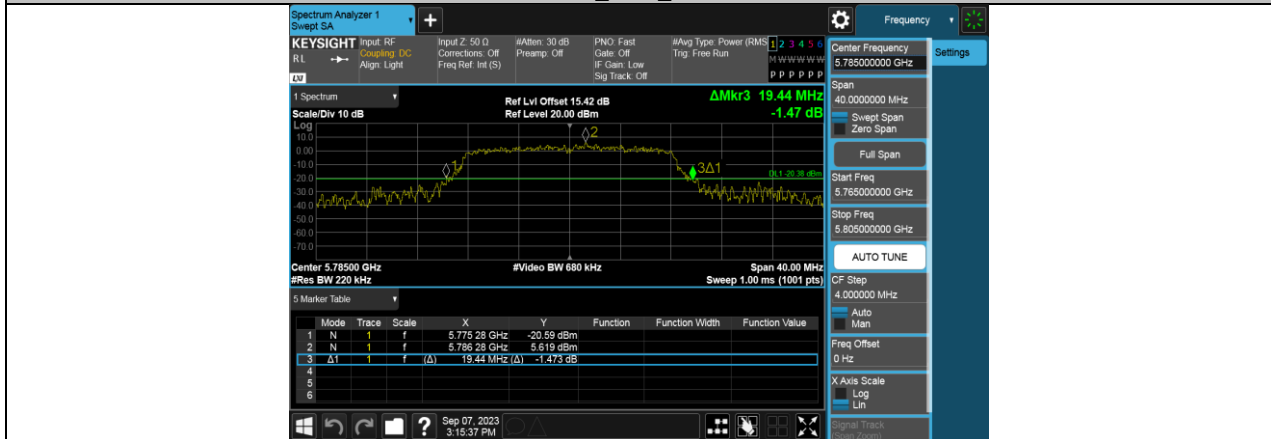 Spectrum Analyzer 1
Swept SA
+
Frequency
KEYSIGHT
RL
LXI
Input: RF
Coupling: DC
Align: Light
Input Z: 50 Ω
Corrections: Off
Freq Ref: Int (S)
#Atten: 30 dB
Preamp: Off
PNO: Fast
Gate: Off
IF Gain: Low
Sig Track: Off
#Avg Type: Power (RMS
Trig: Free Run
1 2 3 4 5 6
M W W W W W
P P P P P P
1 Spectrum
Scale/Div 10 dB
Ref Lvl Offset 15.42 dB
Ref Level 20.00 dBm
ΔMkr3 19.44 MHz
-1.47 dB
Log
10.0
0.00
-10.0
-20.0
-30.0
-40.0
-50.0
-60.0
-70.0
1
2
3Δ1
DL1 -20.38 dBm
Center 5.78500 GHz
#Res BW 220 kHz
#Video BW 680 kHz
Span 40.00 MHz
Sweep 1.00 ms (1001 pts)
5 Marker Table
Mode Trace Scale X Y Function Function Width Function Value
1 N 1 f 5.775 28 GHz -20.59 dBm
2 N 1 f 5.786 28 GHz 5.619 dBm
3 Δ1 1 f (Δ) 19.44 MHz (Δ) -1.473 dB
4
5
6
Sep 07, 2023
3:15:37 PM
?
Center Frequency
5.785000000 GHz
Settings
Span
40.0000000 MHz
Swept Span
Zero Span
Full Span
Start Freq
5.765000000 GHz
Stop Freq
5.805000000 GHz
AUTO TUNE
CF Step
4.000000 MHz
Auto
Man
Freq Offset
0 Hz
X Axis Scale
Log
Lin
Signal Track
(Span Zoom)